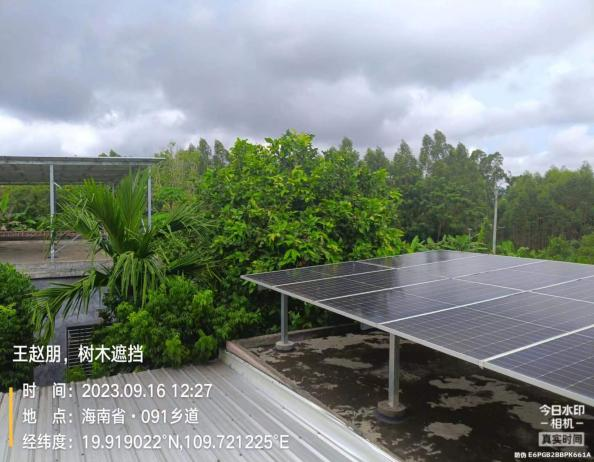 王赵朋，树木遮挡
时　间：2023.09.16 12:27
地　点：海南省·091乡道
经纬度：19.919022°N,109.721225°E
今日水印
-相机-
真实时间
防伪 E6PGB2BBPK661A